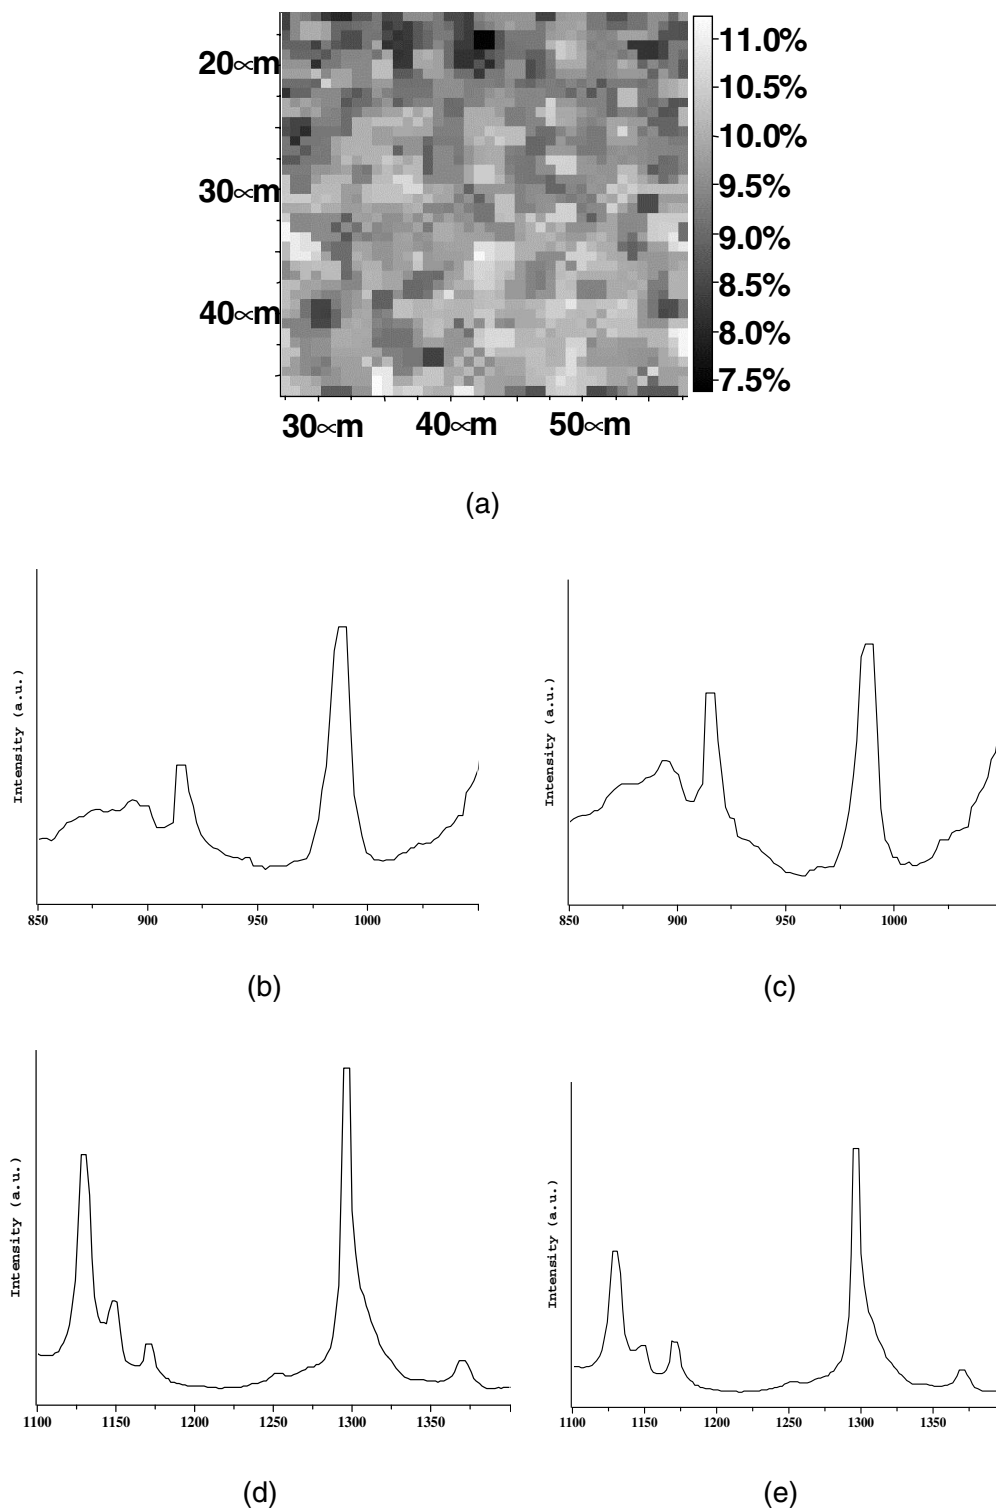 11.0%
20∝m
10.5%
10.0%
30∝m
9.5%
9.0%
8.5%
40∝m
8.0%
7.5%
30∝m 40∝m 50∝m
(a)
Intensity (a.u.)
850 900 950 1000
(b)
Intensity (a.u.)
850 900 950 1000
(c)
Intensity (a.u.)
1100 1150 1200 1250 1300 1350
(d)
Intensity (a.u.)
1100 1150 1200 1250 1300 1350
(e)